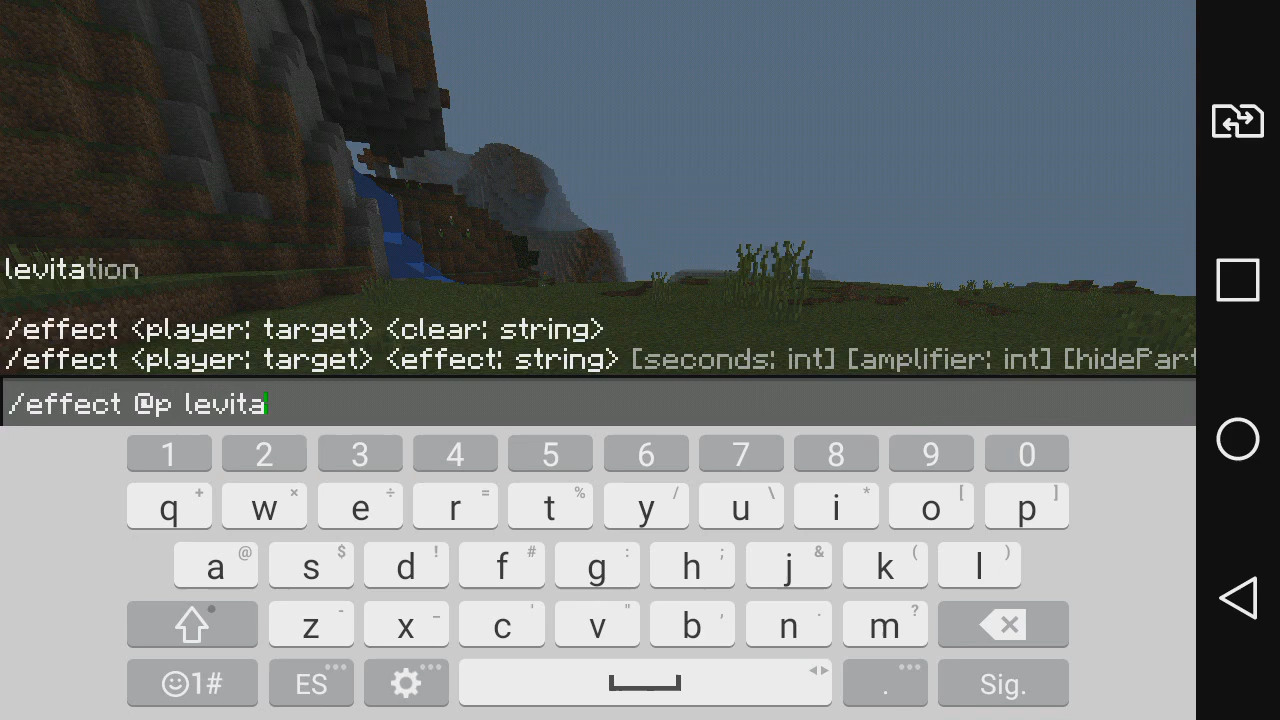 levitation
/effect <player: target> <clear: string>
/effect <player: target> <effect: string> [seconds: int] [amplifier: int] [hidePart
/effect @p levita
1 2 3 4 5 6 7 8 9 0
q + w × e ÷ r = t % y / u \ i * o [ p ]
a @ s $ d ! f # g : h ; j & k ( l )
z - x _ c ' v " b , n . m ?
1# ES . Sig.